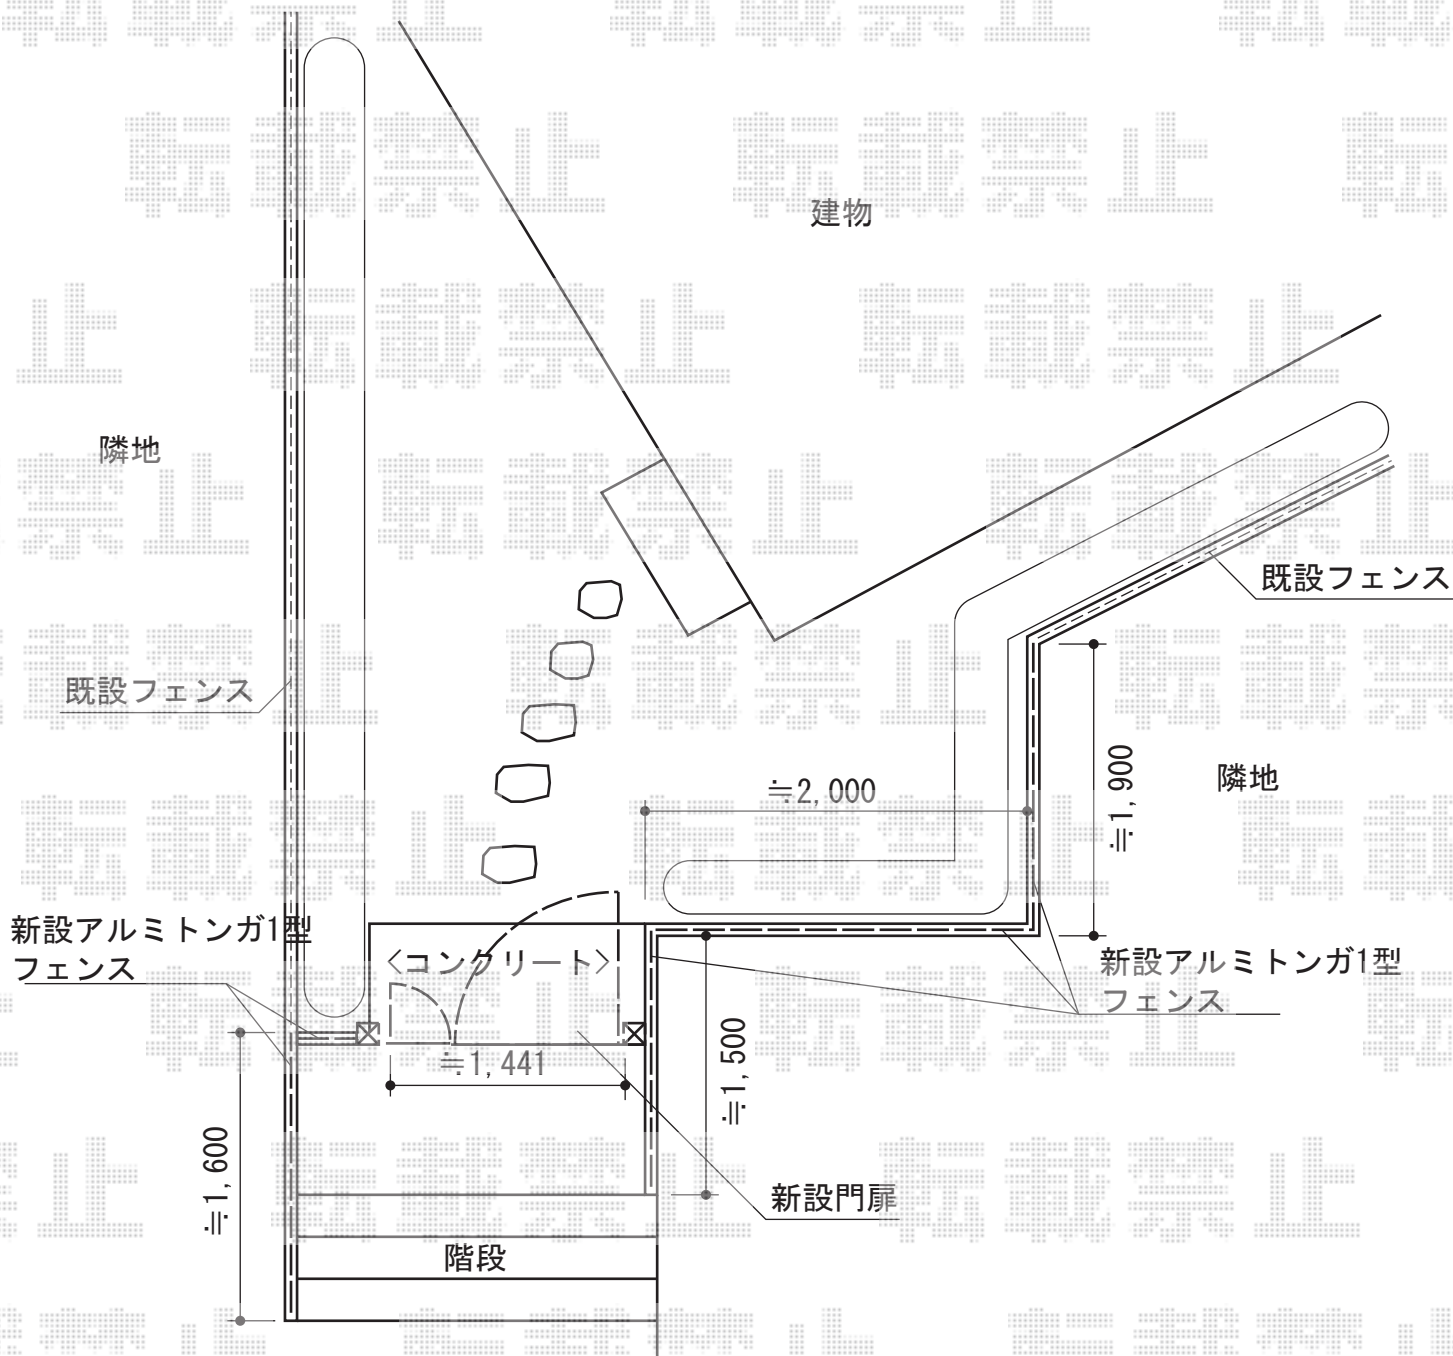 建物
隣地
既設フェンス
既設フェンス
隣地
≒2,000
≒1,900
新設アルミトンガ1型
フェンス
<コンクリート>
新設アルミトンガ1型
フェンス
≒1,441
≒1,500
≒1,600
新設門扉
階段
転載禁止